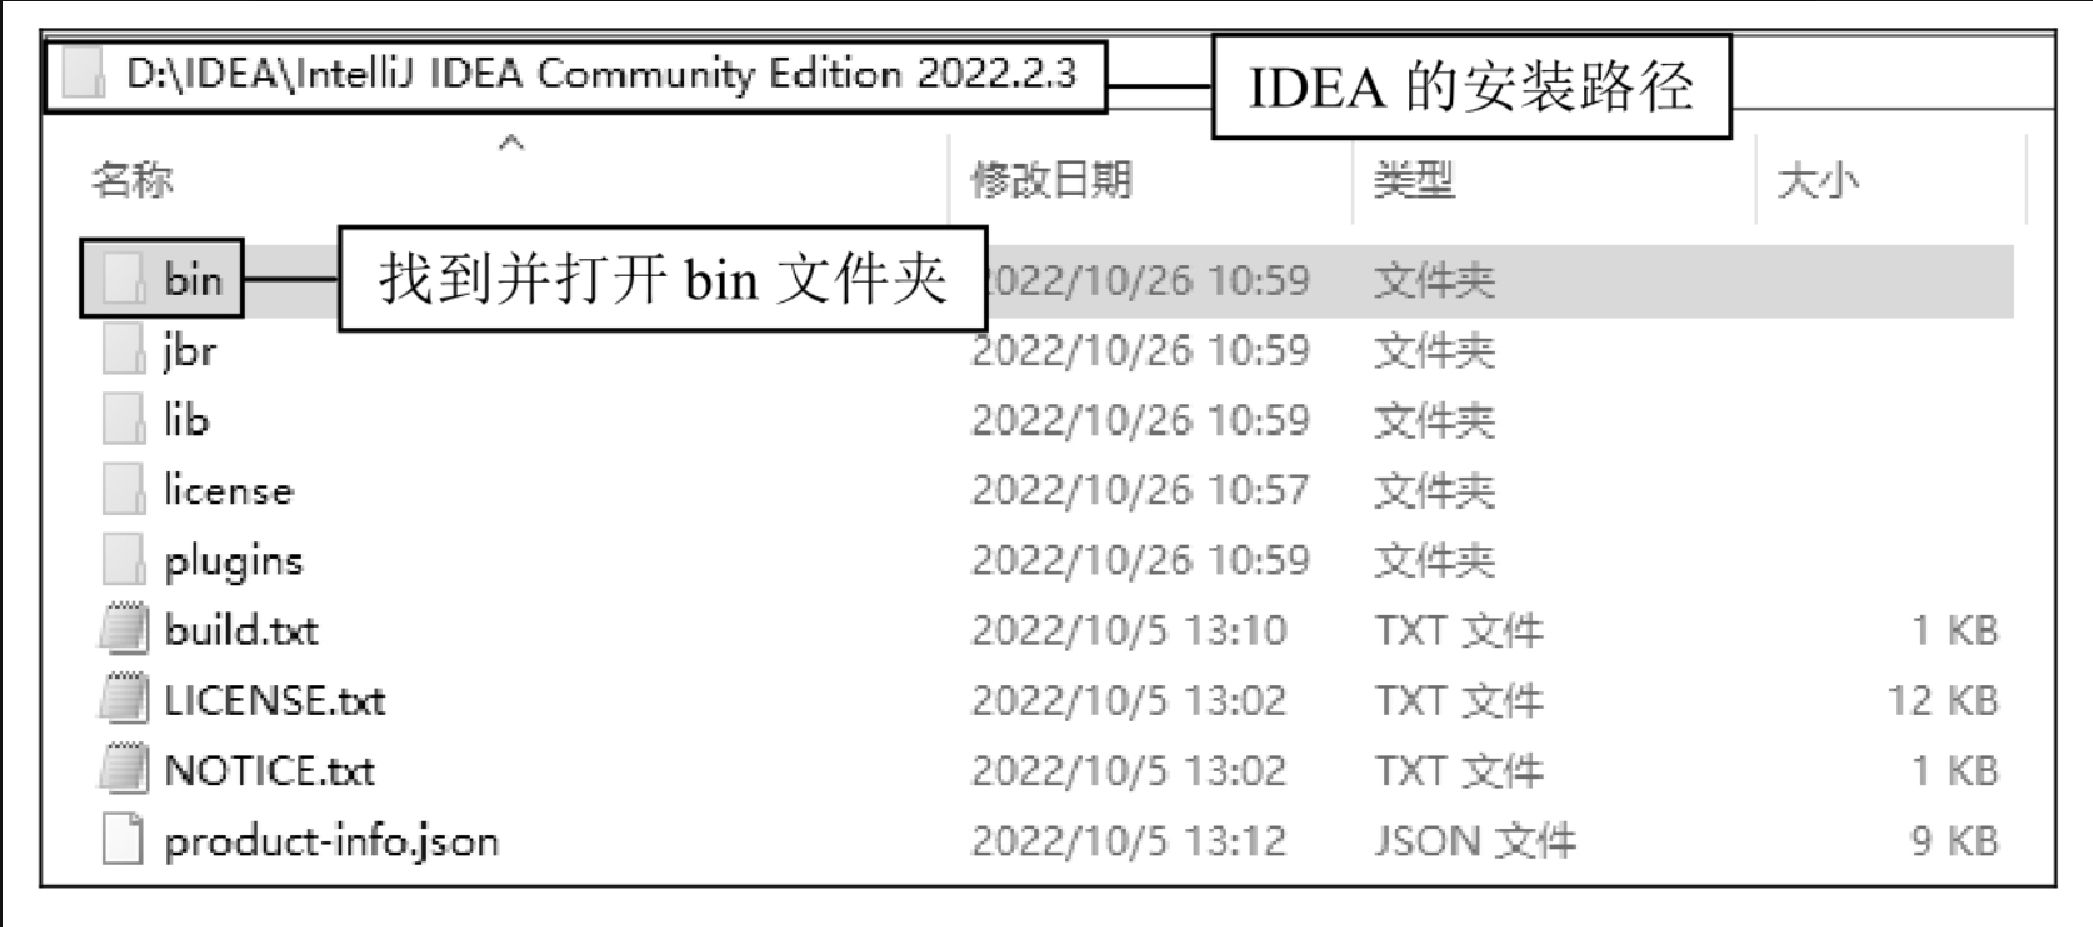 D:\IDEA\IntelliJ IDEA Community Edition 2022.2.3 IDEA 的安装路径
名称 修改日期 类型 大小
bin 找到并打开 bin 文件夹 2022/10/26 10:59 文件夹
jbr 2022/10/26 10:59 文件夹
lib 2022/10/26 10:59 文件夹
license 2022/10/26 10:57 文件夹
plugins 2022/10/26 10:59 文件夹
build.txt 2022/10/5 13:10 TXT 文件 1 KB
LICENSE.txt 2022/10/5 13:02 TXT 文件 12 KB
NOTICE.txt 2022/10/5 13:02 TXT 文件 1 KB
product-info.json 2022/10/5 13:12 JSON 文件 9 KB